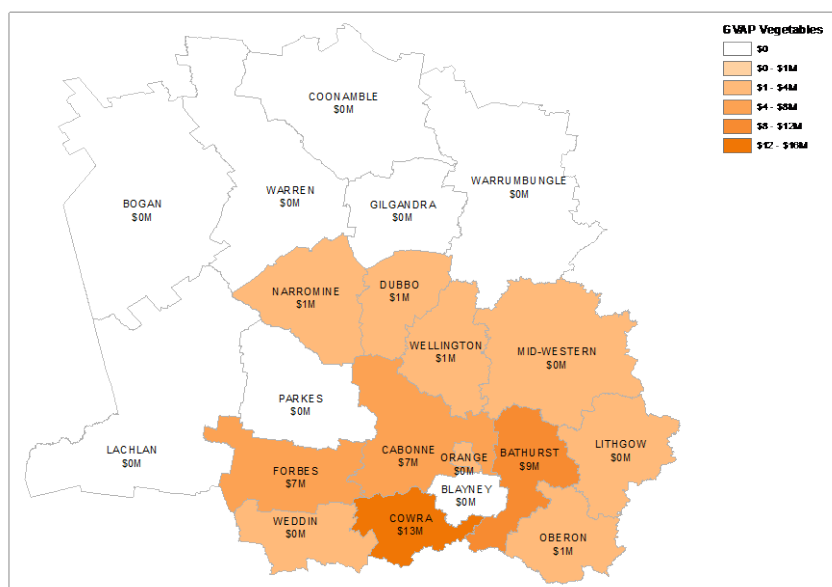 GVAP Vegetables
$0
$0 - $1M
$1 - $4M
$4 - $8M
$8 - $12M
$12 - $16M
COONAMBLE
$0M
WARRUMBUNGLE
$0M
WARREN
$0M
BOGAN
$0M
GILGANDRA
$0M
NARROMINE
$1M
DUBBO
$1M
WELLINGTON
$1M
MID-WESTERN
$0M
PARKES
$0M
LACHLAN
$0M
FORBES
$7M
CABONNE
$7M
ORANGE
$0M
BATHURST
$9M
LITHGOW
$0M
BLAYNEY
$0M
WEDDIN
$0M
COWRA
$13M
OBERON
$1M